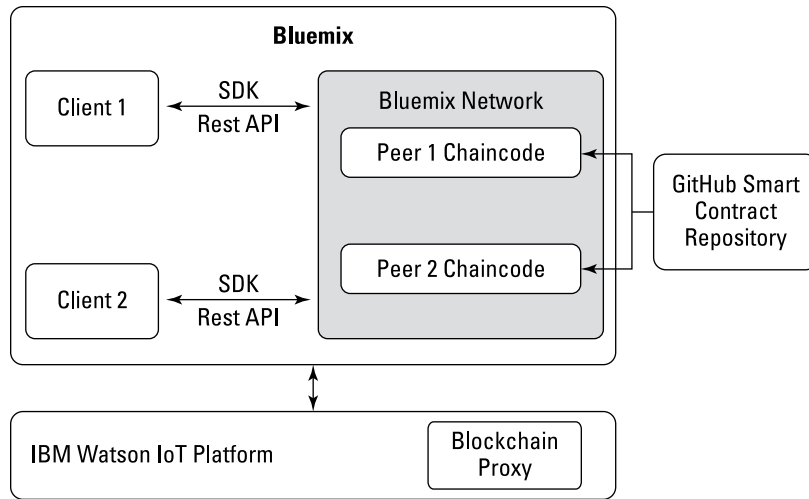 Bluemix
Client 1
SDK
Rest API
Bluemix Network
Peer 1 Chaincode
GitHub Smart
Contract
Repository
Peer 2 Chaincode
Client 2
SDK
Rest API
IBM Watson IoT Platform
Blockchain
Proxy